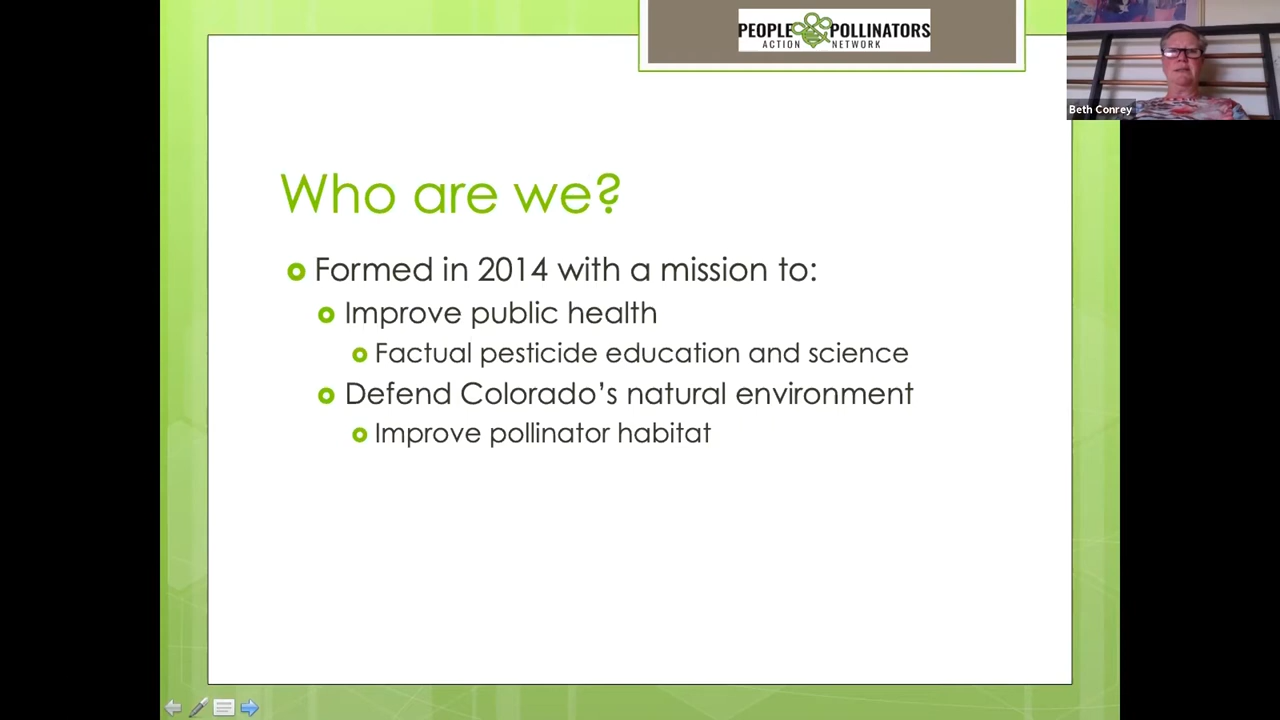 PEOPLE & POLLINATORS
ACTION NETWORK
Beth Conrey
Who are we?
Formed in 2014 with a mission to:
Improve public health
Factual pesticide education and science
Defend Colorado's natural environment
Improve pollinator habitat